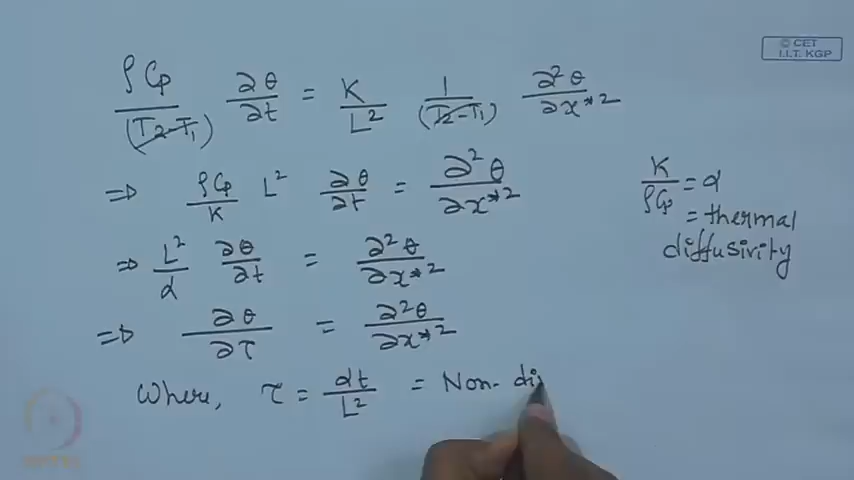 © CET
I.I.T. KGP
ρCp/(T2-T1) ∂θ/∂t = K/L² 1/(T2-T1) ∂²θ/∂x*²
⇒ ρCp/K L² ∂θ/∂t = ∂²θ/∂x*²
K/ρCp = α
= thermal
diffusivity
⇒ L²/α ∂θ/∂t = ∂²θ/∂x*²
⇒ ∂θ/∂τ = ∂²θ/∂x*²
Where, τ = αt/L² = Non-di